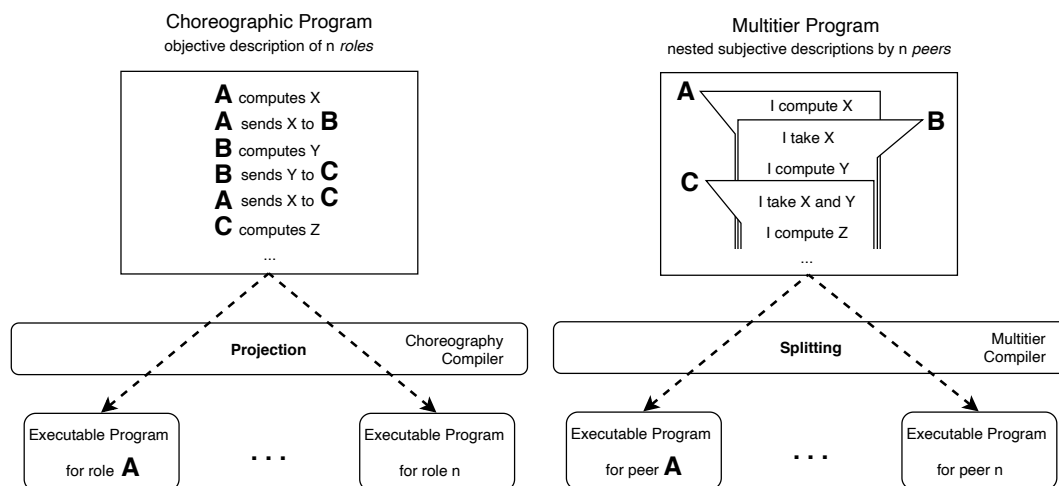 Choreographic Program
objective description of n roles
A computes X
A sends X to B
B computes Y
B sends Y to C
A sends X to C
C computes Z
...
Projection
Choreography
Compiler
Executable Program
for role A
...
Executable Program
for role n
Multitier Program
nested subjective descriptions by n peers
A
I compute X
B
I take X
I compute Y
C
I take X and Y
I compute Z
...
Splitting
Multitier
Compiler
Executable Program
for peer A
...
Executable Program
for peer n